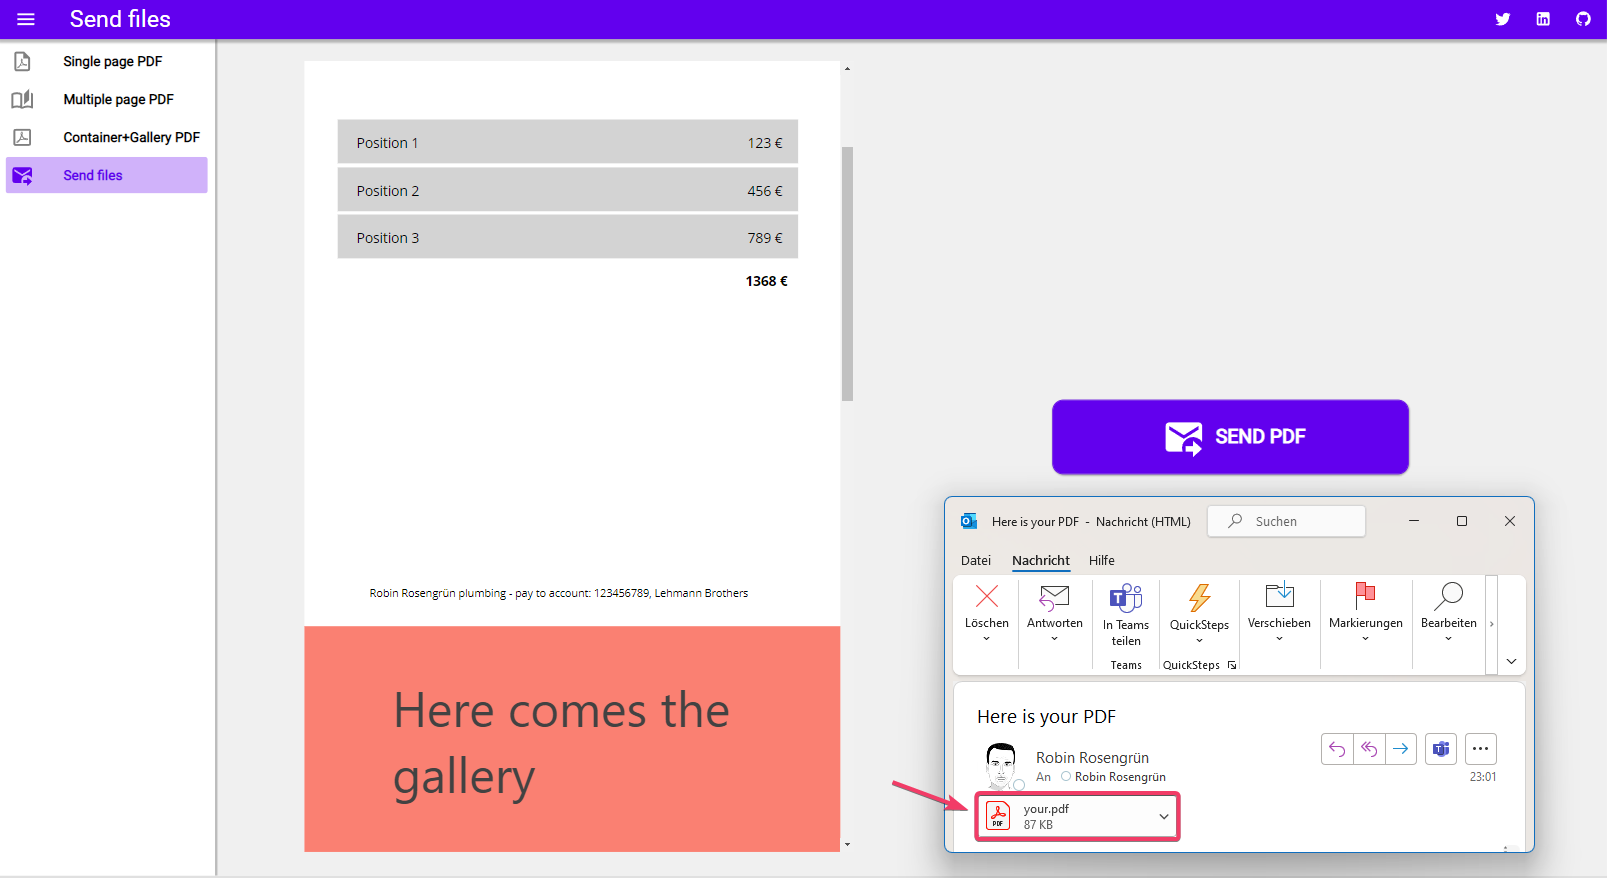 Send files
Single page PDF
Multiple page PDF
Container+Gallery PDF
Send files
Position 1 123 €
Position 2 456 €
Position 3 789 €
1368 €
Robin Rosengrün plumbing - pay to account: 123456789, Lehmann Brothers
Here comes the
gallery
SEND PDF
Here is your PDF - Nachricht (HTML) Suchen
Datei Nachricht Hilfe
Löschen Antworten In Teams teilen QuickSteps Verschieben Markierungen Bearbeiten
Teams QuickSteps
Here is your PDF
Robin Rosengrün
An Robin Rosengrün 23:01
your.pdf
PDF 87 KB